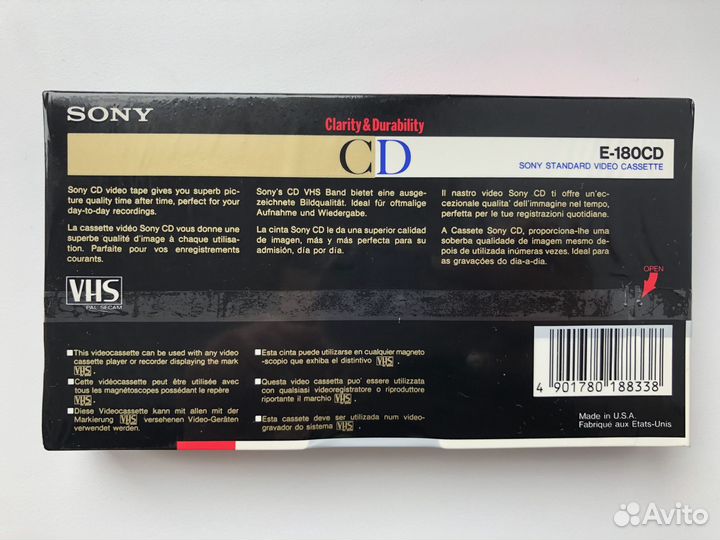 SONY
Clarity & Durability
CD
E-180CD
SONY STANDARD VIDEO CASSETTE
Sony CD video tape gives you superb pic-
ture quality time after time, perfect for your
day-to-day recordings.
La cassette vidéo Sony CD vous donne une
superbe qualité d'image à chaque utilisa-
tion. Parfaite pour vos enregistrements
courants.
Sony's CD VHS Band bietet eine ausge-
zeichnete Bildqualität. Ideal für oftmalige
Aufnahme und Wiedergabe.
La cinta Sony CD le da una superior calidad
de imagen, más y más perfecta para su
admisión, día por día.
Il nastro video Sony CD ti offre un'ec-
cezionale qualita' dell'immagine nel tempo,
perfetta per le tue registrazioni quotidiane.
A Cassete Sony CD, proporciona-lhe uma
soberba qualidade de imagem mesmo de-
pois de utilizada inúmeras vezes. Ideal para
as gravações do dia-a-dia.
OPEN
VHS
PAL SECAM
This videocassette can be used with any video
cassette player or recorder displaying the mark
VHS .
Cette vidéocassette peut être utilisée avec
tous les magnétoscopes possédant le repère
VHS .
Diese Videocassette kann mit allen mit der
Markierung VHS versehenen Video-Geräten
verwendet werden.
Esta cinta puede utilizarse en cualquier magneto
-scopio que exhiba el distintivo VHS .
Questa video cassetta puo' essere utilizzata
con qualsiasi videoregistratore o riproduttore
riportante il marchio VHS .
Esta cassete deve ser utilizada num video-
gravador do sistema VHS .
4 901780 188338
Made in U.S.A.
Fabriqué aux Etats-Unis
Avito